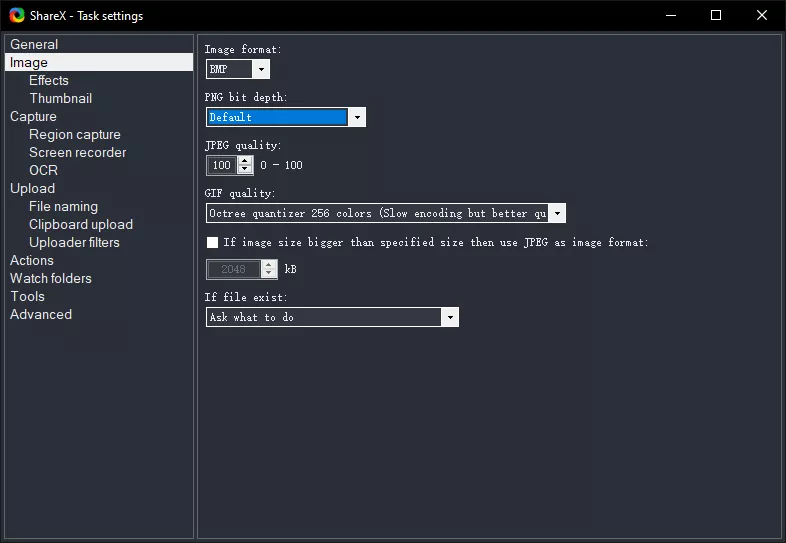 ShareX - Task settings
General
Image
Effects
Thumbnail
Capture
Region capture
Screen recorder
OCR
Upload
File naming
Clipboard upload
Uploader filters
Actions
Watch folders
Tools
Advanced
Image format:
BMP
PNG bit depth:
Default
JPEG quality:
100 0 - 100
GIF quality:
Octree quantizer 256 colors (Slow encoding but better qu
If image size bigger than specified size then use JPEG as image format:
2048 kB
If file exist:
Ask what to do